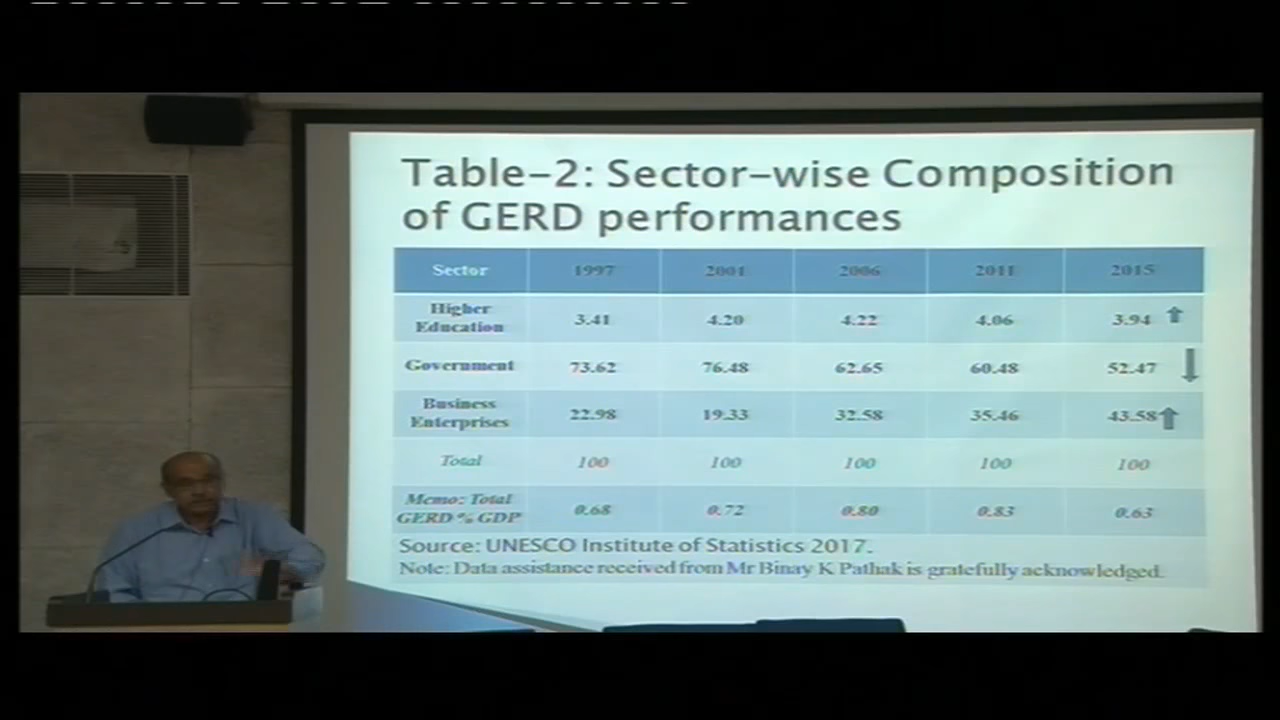 Table-2: Sector-wise Composition
of GERD performances
Sector 1997 2001 2006 2011 2015
Higher
Education 3.41 4.20 4.22 4.06 3.94
Government 73.62 76.48 62.65 60.48 52.47
Business
Enterprises 22.98 19.33 32.58 35.46 43.58
Total 100 100 100 100 100
Memo: Total
GERD % GDP 0.68 0.72 0.80 0.83 0.63
Source: UNESCO Institute of Statistics 2017.
Note: Data assistance received from Mr Binay K Pathak is gratefully acknowledged.